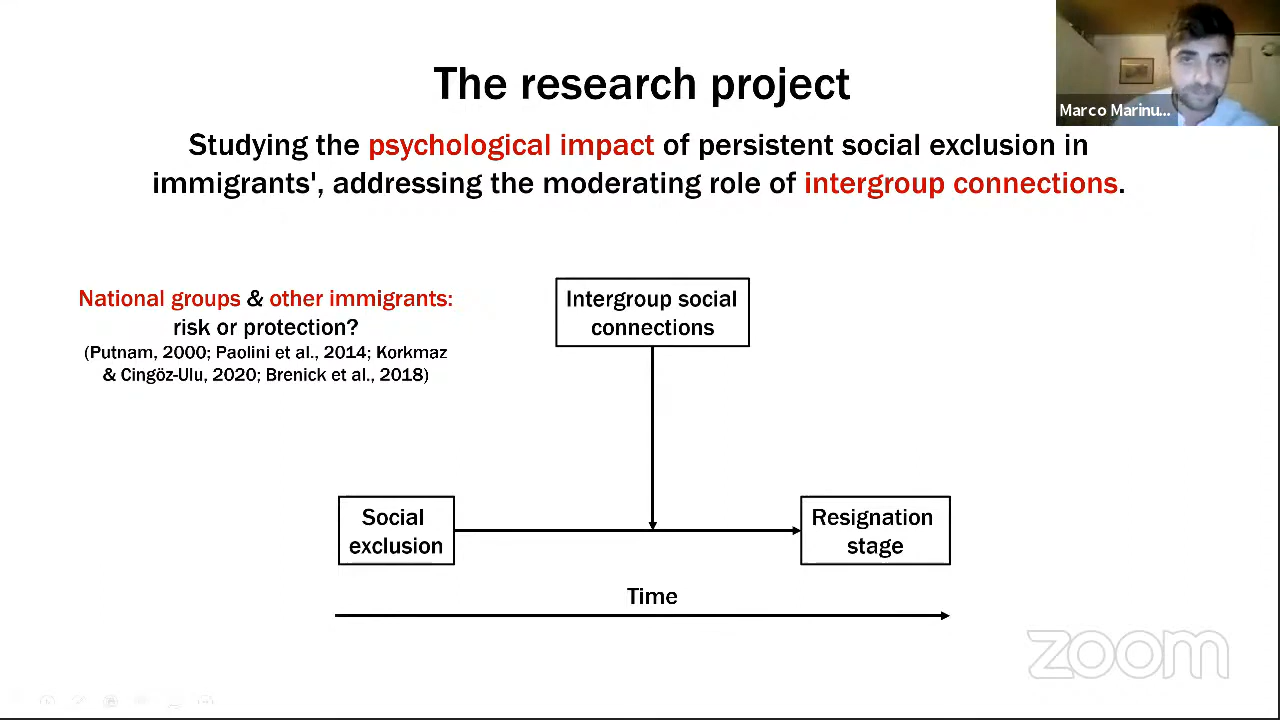 The research project
Marco Marinu...
Studying the psychological impact of persistent social exclusion in
immigrants', addressing the moderating role of intergroup connections.
National groups & other immigrants:
risk or protection?
(Putnam, 2000; Paolini et al., 2014; Korkmaz
& Cingöz-Ulu, 2020; Brenick et al., 2018)
Intergroup social
connections
Social
exclusion
Resignation
stage
Time
zoom